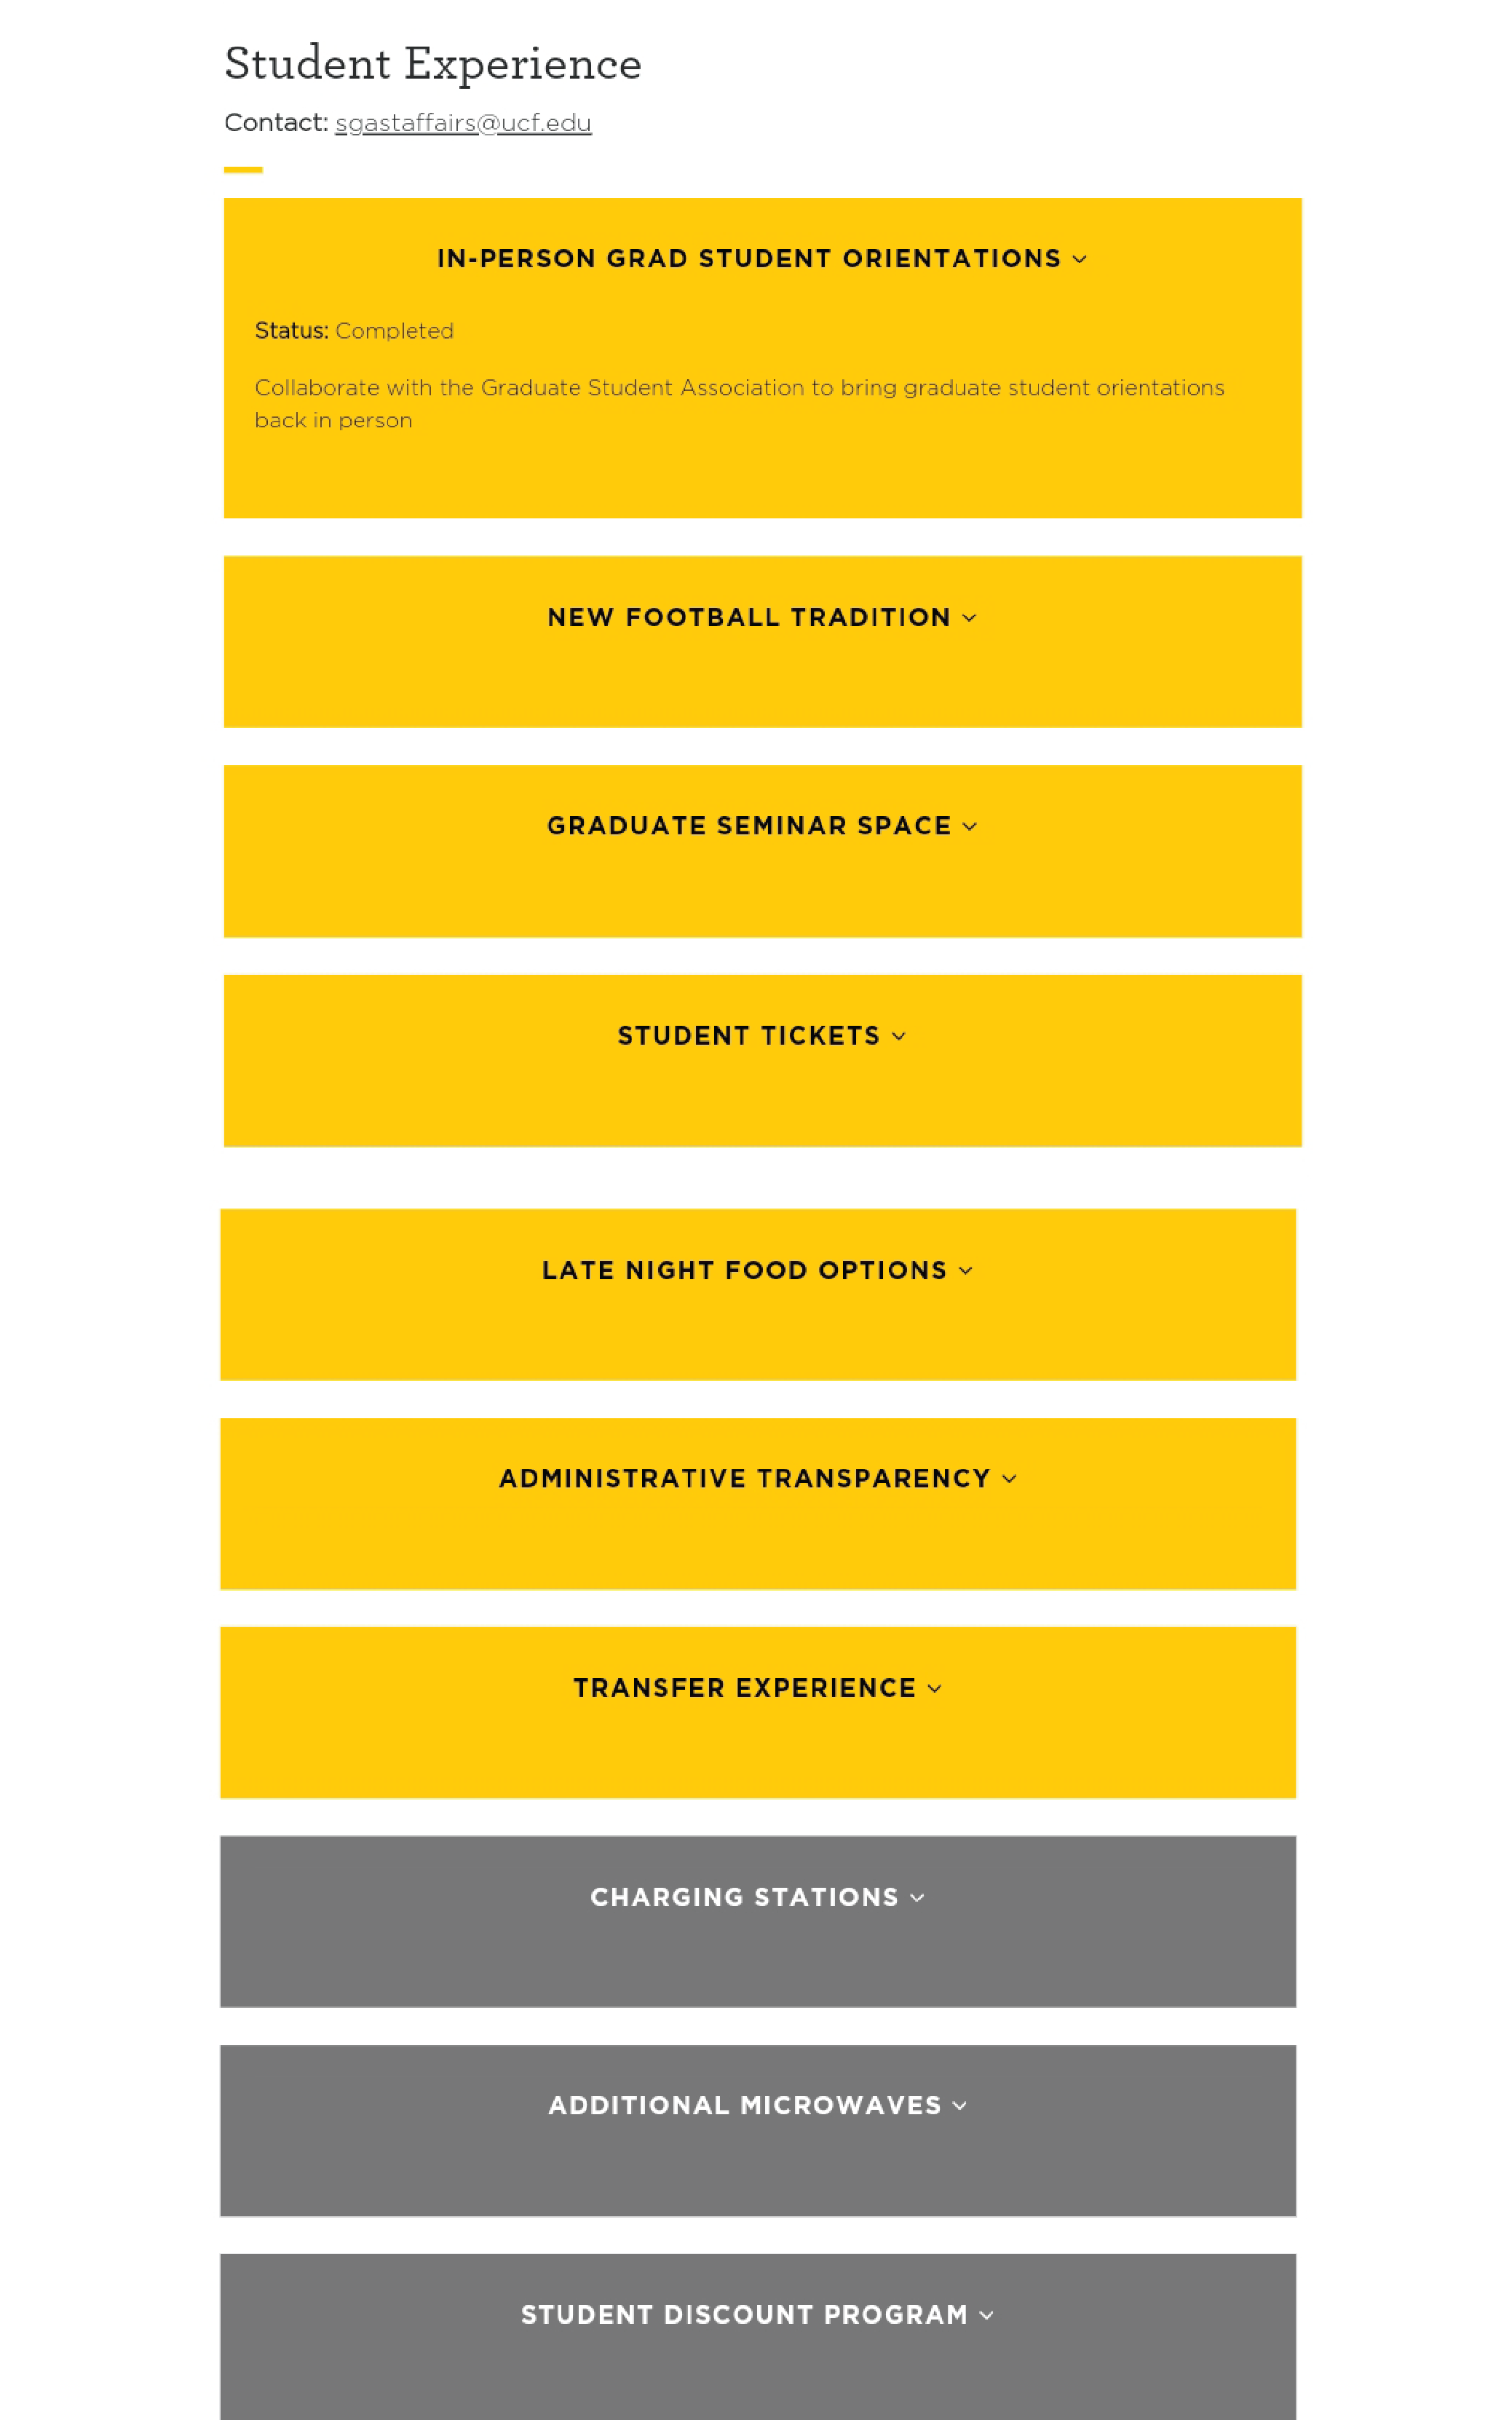 Student Experience
Contact: sgastaffairs@ucf.edu
IN-PERSON GRAD STUDENT ORIENTATIONS
Status: Completed
Collaborate with the Graduate Student Association to bring graduate student orientations
back in person
NEW FOOTBALL TRADITION
GRADUATE SEMINAR SPACE
STUDENT TICKETS
LATE NIGHT FOOD OPTIONS
ADMINISTRATIVE TRANSPARENCY
TRANSFER EXPERIENCE
CHARGING STATIONS
ADDITIONAL MICROWAVES
STUDENT DISCOUNT PROGRAM